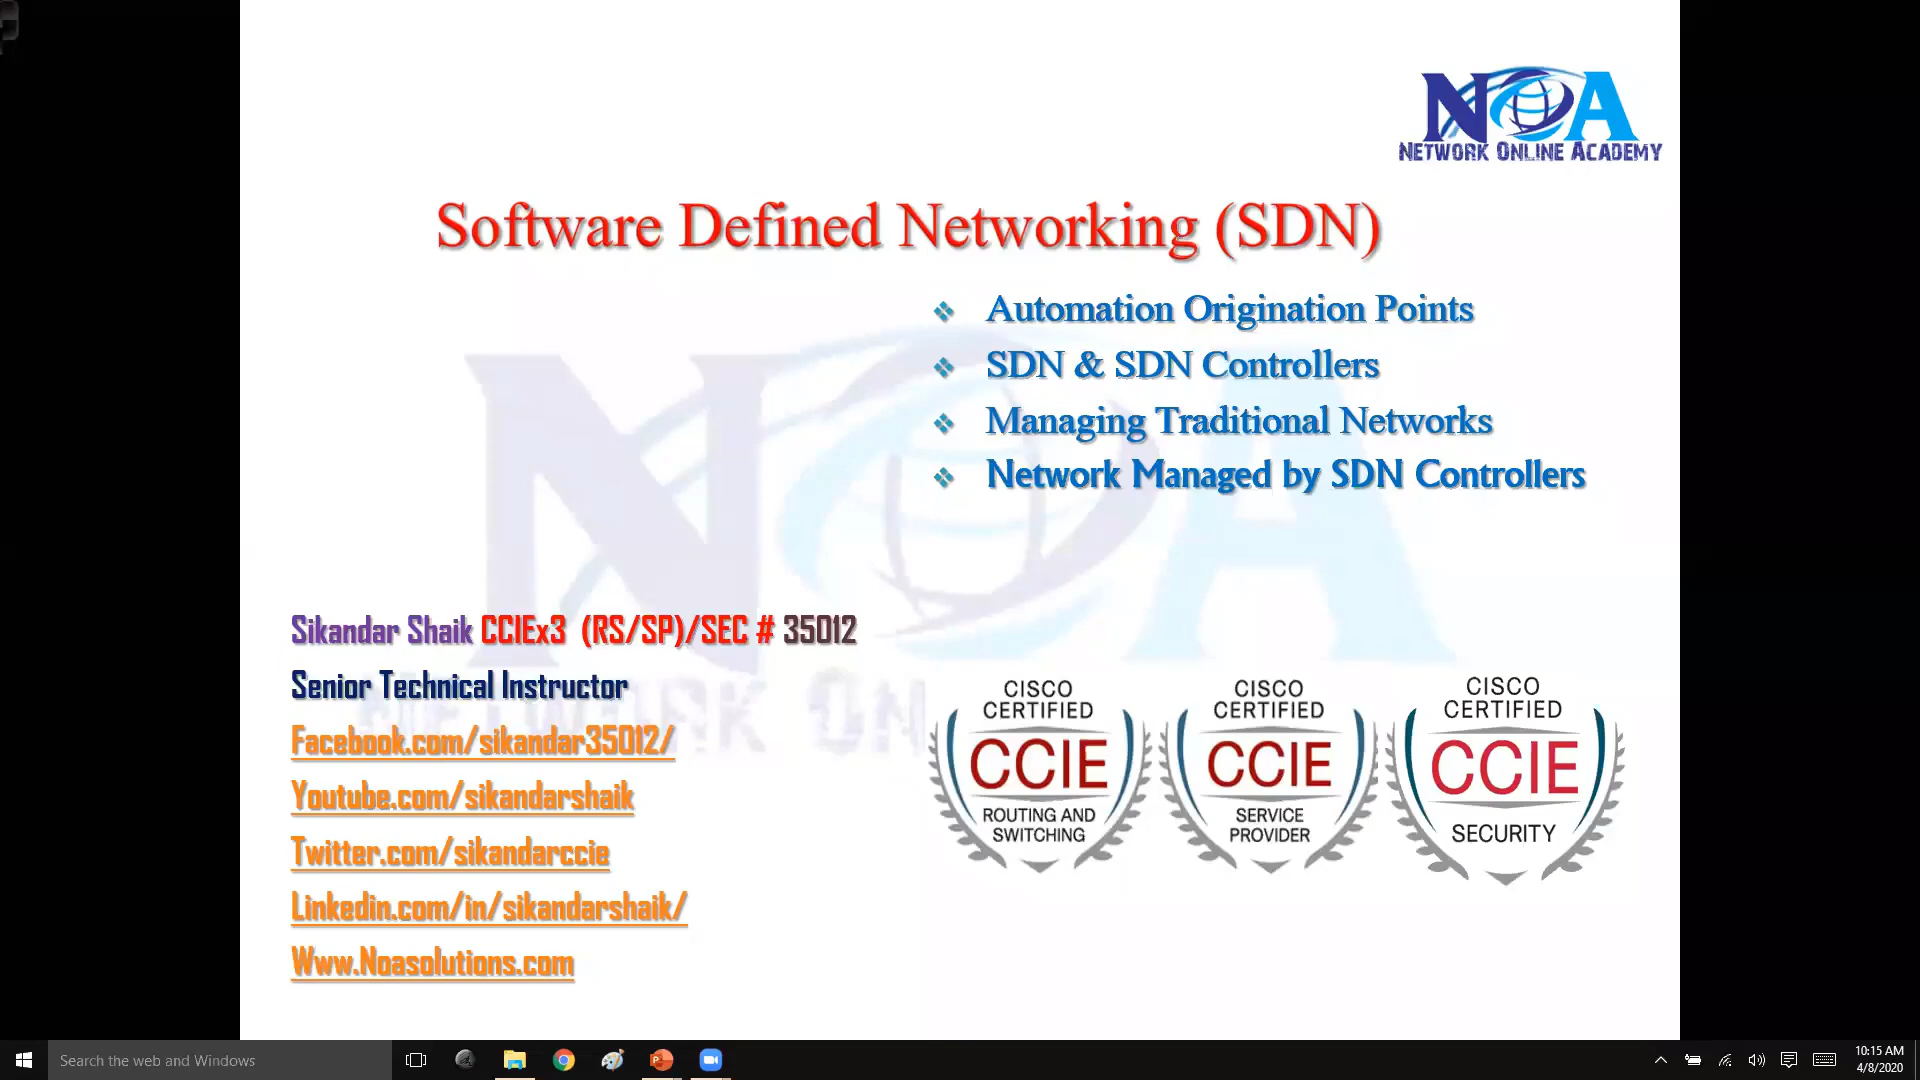 NOA
NETWORK ONLINE ACADEMY
Software Defined Networking (SDN)
Automation Origination Points
SDN & SDN Controllers
Managing Traditional Networks
Network Managed by SDN Controllers
Sikandar Shaik CCIEx3 (RS/SP)/SEC # 35012
Senior Technical Instructor
Facebook.com/sikandar35012/
Youtube.com/sikandarshaik
Twitter.com/sikandarccie
Linkedin.com/in/sikandarshaik/
Www.Noasolutions.com
NOA
NETWORK ON
CISCO
CERTIFIED
CCIE
ROUTING AND
SWITCHING
CISCO
CERTIFIED
CCIE
SERVICE
PROVIDER
CISCO
CERTIFIED
CCIE
SECURITY
Search the web and Windows
10:15 AM
4/8/2020